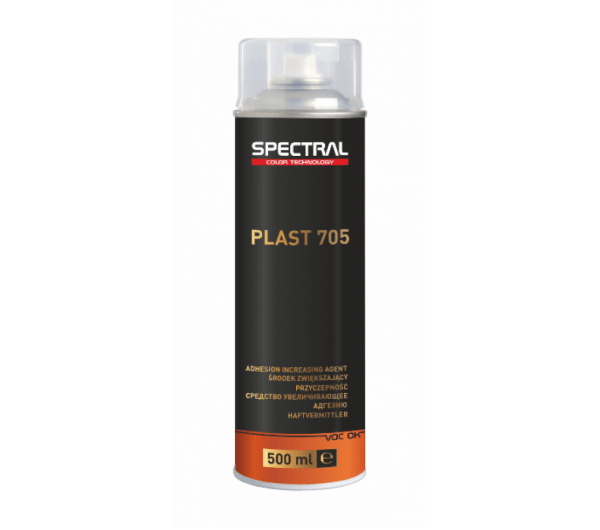 SPECTRAL
COLOR TECHNOLOGY
PLAST 705
ADHESION INCREASING AGENT
ŚRODEK ZWIĘKSZAJĄCY
PRZYCZEPNOŚĆ
СРЕДСТВО УВЕЛИЧИВАЮЩЕЕ
АДГЕЗИЮ
HAFTVERMITTLER
VOC OK
500 ml ℮